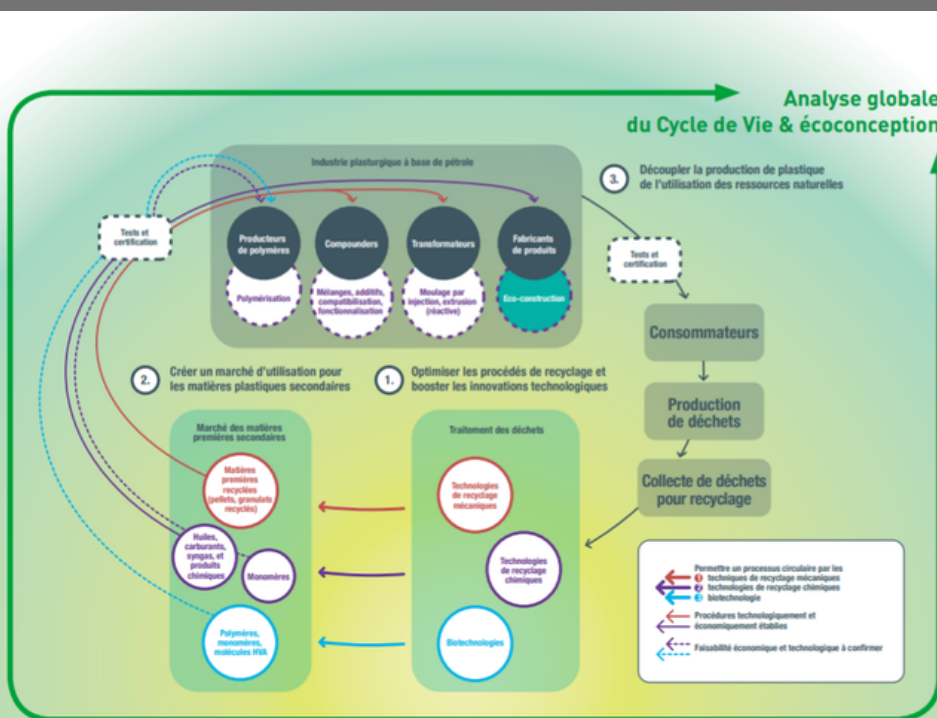 Analyse globale
du Cycle de Vie & écoconception
Industrie plasturgique à base de pétrole
3.
Découpler la production de plastique
de l'utilisation des ressources naturelles
Tests et
certification
Producteurs
de polymères
Compounders
Transformateurs
Fabricants
de produits
Polymérisation
Mélanges, additifs,
compatibilisation,
fonctionnalisation
Moulage par
injection, extrusion
(réactive)
Eco-construction
Tests et
certification
Consommateurs
2.
Créer un marché d'utilisation pour
les matières plastiques secondaires
1.
Optimiser les procédés de recyclage et
booster les innovations technologiques
Production
de déchets
Marché des matières
premières secondaires
Traitement des déchets
Matières
premières
recyclées
(pellets, granulats
recyclés)
Technologies
de recyclage
mécaniques
Collecte de déchets
pour recyclage
Huiles,
carburants,
syngas, et
produits
chimiques
Monomères
Technologies
de recyclage
chimiques
Polymères,
monomères,
molécules HVA
Biotechnologies
Permettre un processus circulaire par les
1 techniques de recyclage mécaniques
2 technologies de recyclage chimiques
3 biotechnologie
Procédures technologiquement et
économiquement établies
Faisabilité économique et technologique à confirmer